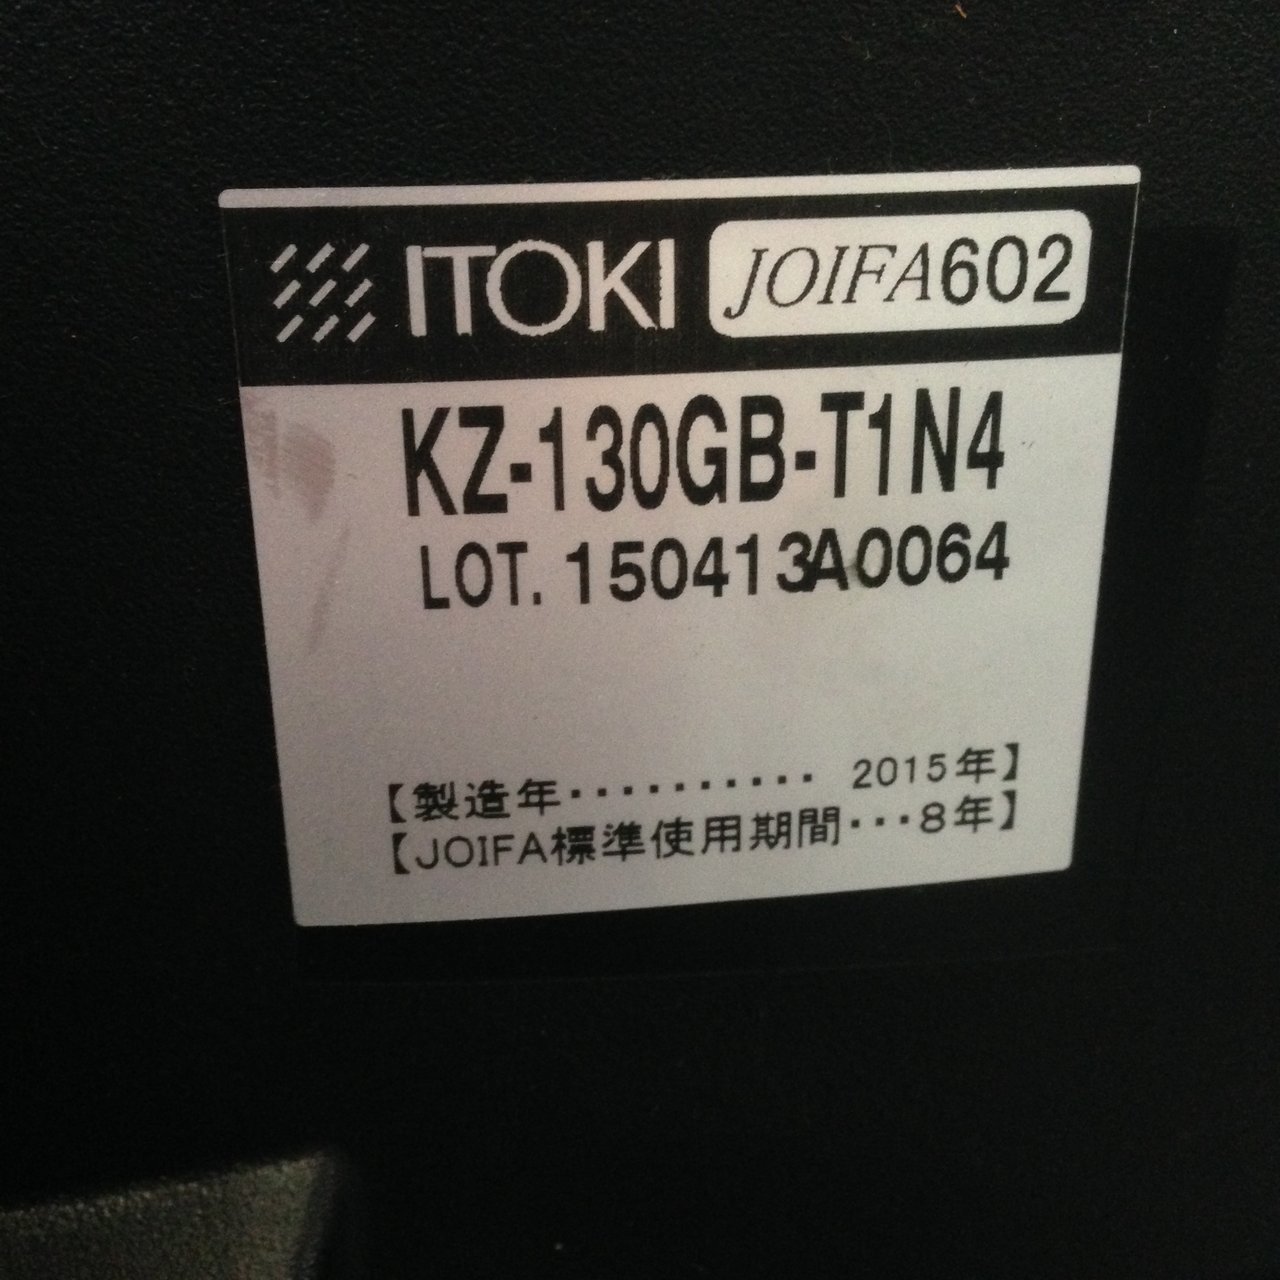 ITOKI JOIFA602
KZ-130GB-T1N4
LOT. 150413A0064
【製造年・・・・・・・・・・ 2015年】
【JOIFA標準使用期間・・・8年】